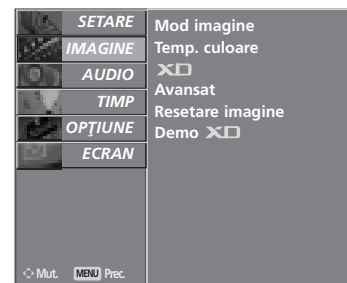 SETARE
IMAGINE
AUDIO
TIMP
OPŢIUNE
ECRAN
Mod imagine
Temp. culoare
XD
Avansat
Resetare imagine
Demo XD
Mut. MENU Prec.